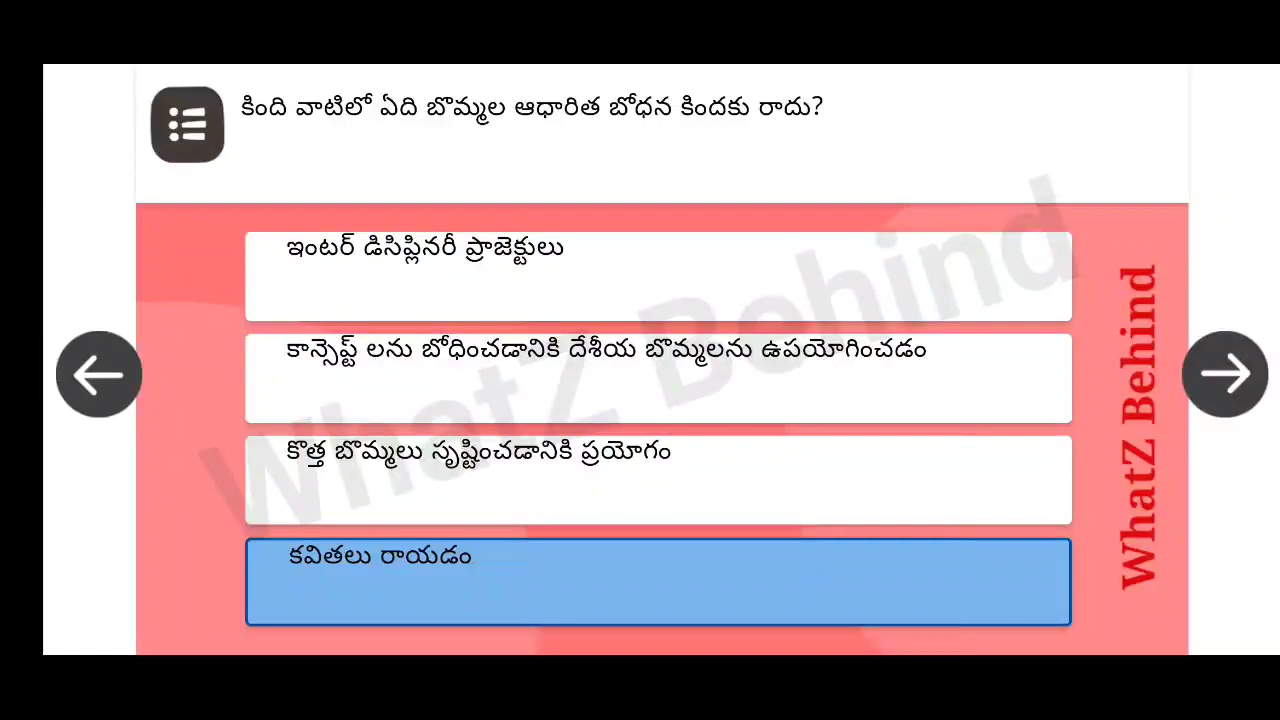 కింది వాటిలో ఏది బొమ్మల ఆధారిత బోధన కిందకు రాదు?
ఇంటర్ డిసిప్లినరీ ప్రాజెక్టులు
కాన్సెప్ట్ లను బోధించడానికి దేశీయ బొమ్మలను ఉపయోగించడం
కొత్త బొమ్మలు సృష్టించడానికి ప్రయోగం
కవితలు రాయడం
WhatZ Behind
WhatZ Behind